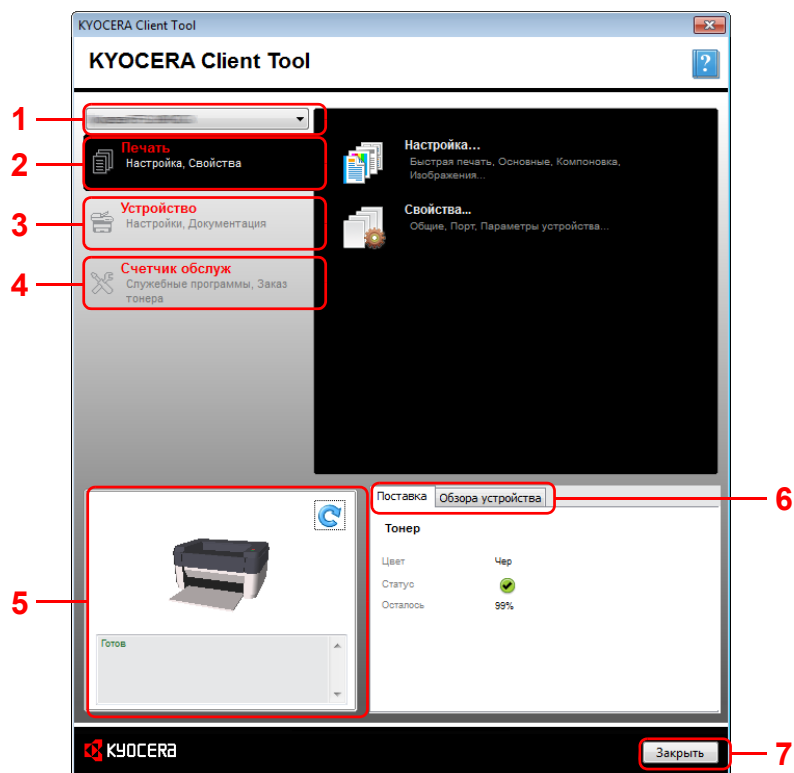 KYOCERA Client Tool
KYOCERA Client Tool
?
1
2
Печать
Настройка, Свойства
3
Устройство
Настройки, Документация
4
Счетчик обслуж
Служебные программы, Заказ
тонера
Настройка...
Быстрая печать, Основные, Компоновка,
Изображения...
Свойства...
Общие, Порт, Параметры устройства...
5
Готов
Поставка Обзора устройства
6
Тонер
Цвет Чер
Статус
Осталось 99%
KYOCERA
Закрыть
7